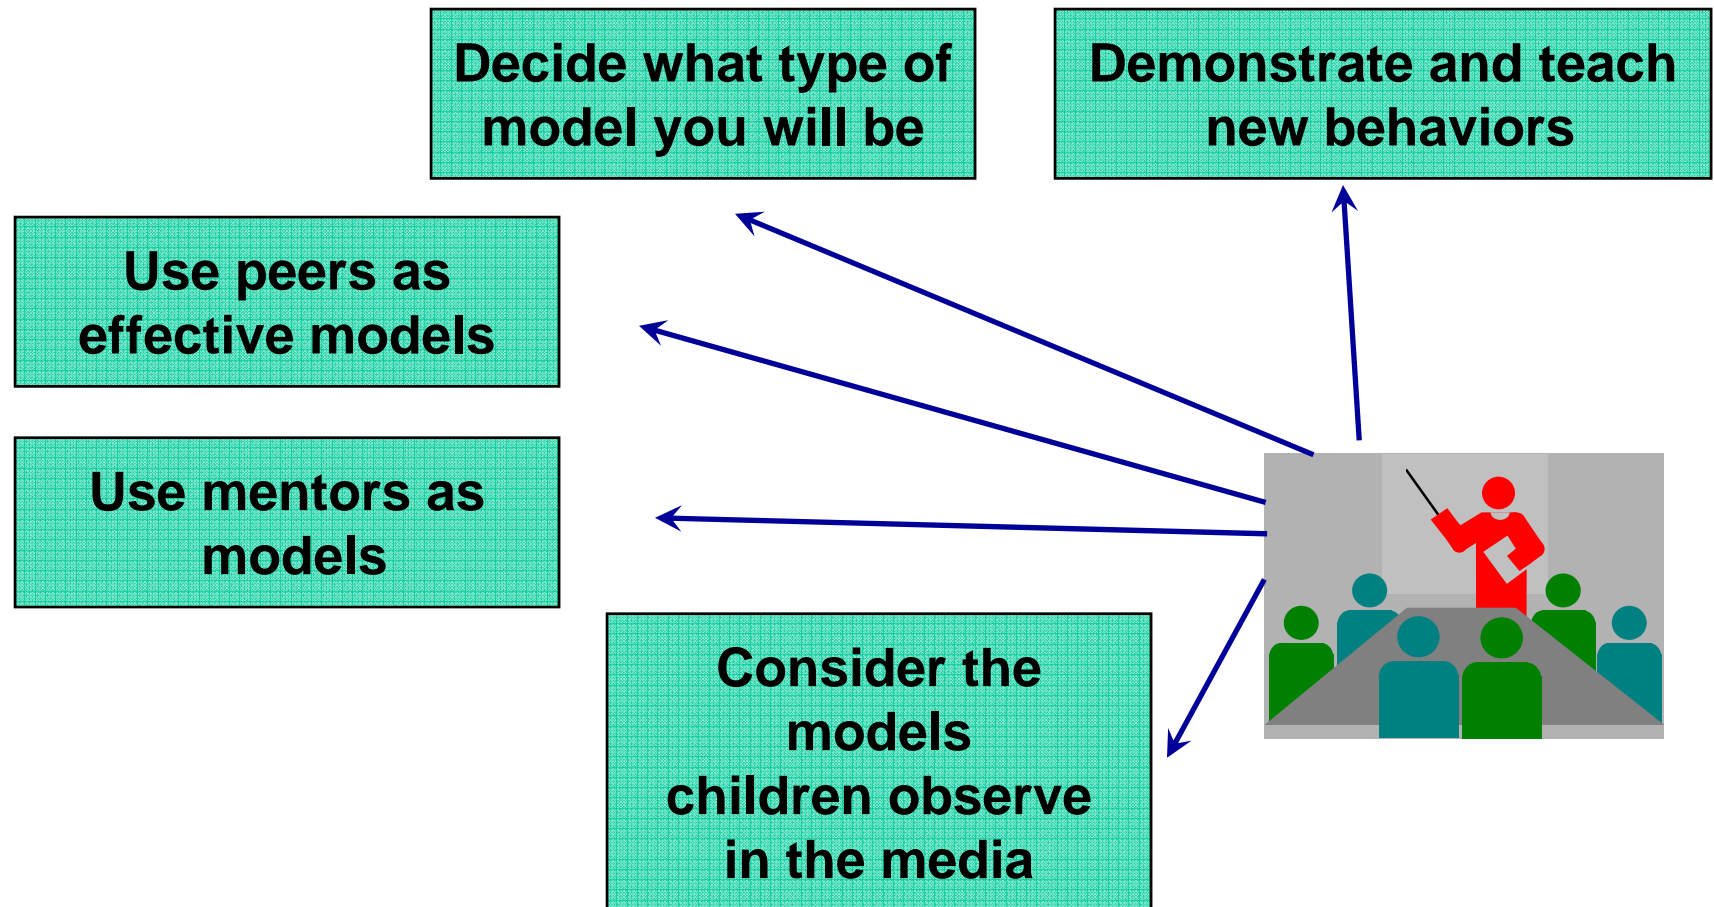 Decide what type of
model you will be
Demonstrate and teach
new behaviors
Use peers as
effective models
Use mentors as
models
Consider the
models
children observe
in the media